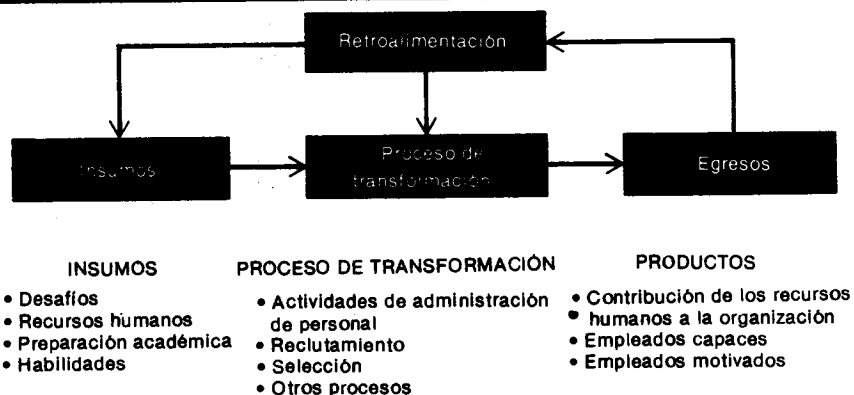 Retroalimentación
Insumos
Proceso de
transformación
Egresos
INSUMOS
• Desafíos
• Recursos humanos
• Preparación académica
• Habilidades
PROCESO DE TRANSFORMACIÓN
• Actividades de administración
de personal
• Reclutamiento
• Selección
• Otros procesos
PRODUCTOS
• Contribución de los recursos
humanos a la organización
• Empleados capaces
• Empleados motivados